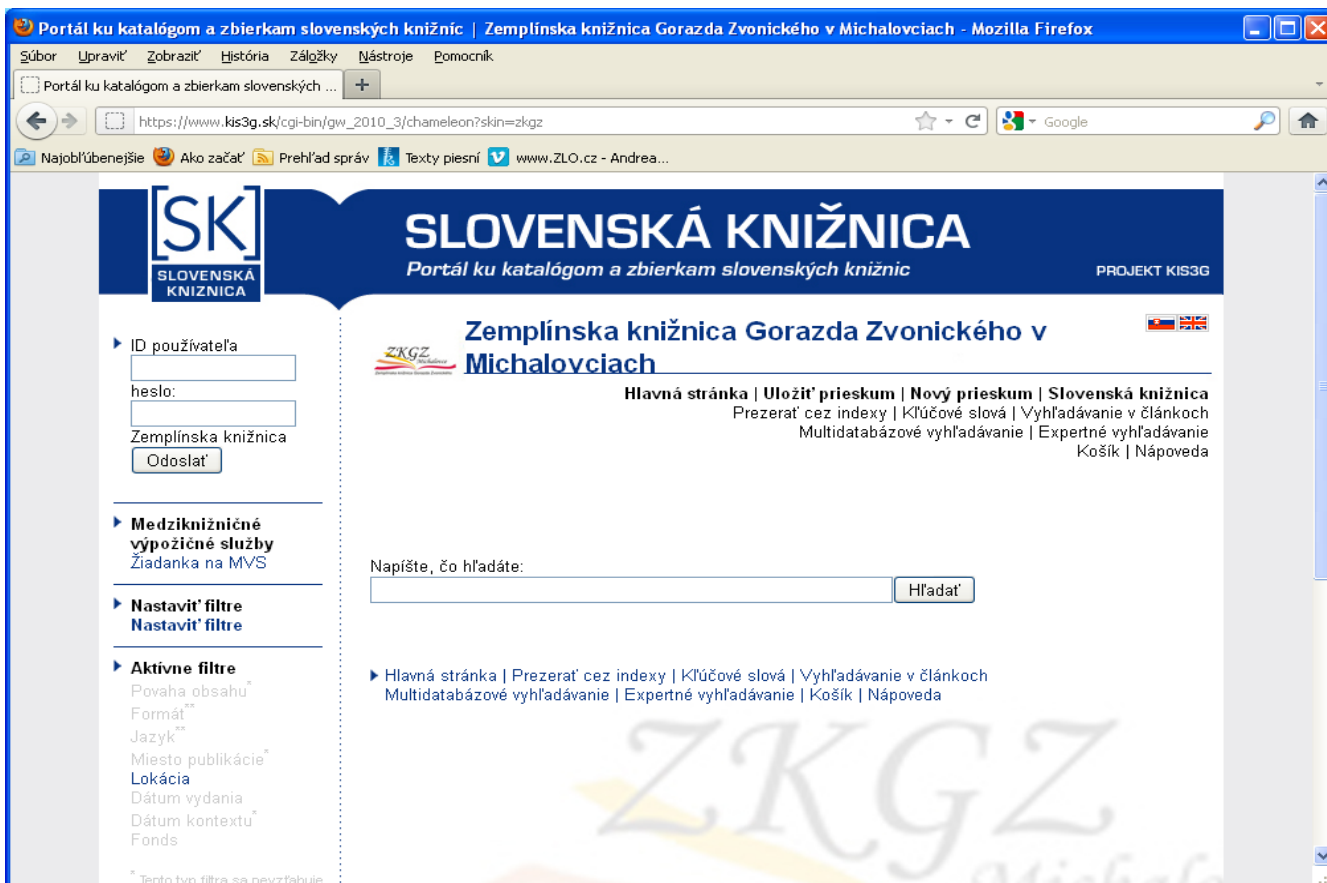 Portál ku katalógom a zbierkam slovenských knižníc | Zemplínska knižnica Gorazda Zvonického v Michalovciach - Mozilla Firefox
Súbor Upraviť Zobraziť História Záložky Nástroje Pomocník
Portál ku katalógom a zbierkam slovenských ...
https://www.kis3g.sk/cgi-bin/gw_2010_3/chameleon?skin=zkgz
Google
Najobľúbenejšie Ako začať Prehľad správ Texty piesní www.ZLO.cz - Andrea...
[SK]
SLOVENSKÁ
KNIZNICA
SLOVENSKÁ KNIŽNICA
Portál ku katalógom a zbierkam slovenských knižníc
PROJEKT KIS3G
ID používateľa
heslo:
Zemplínska knižnica
Odoslať
Medziknižničné
výpožičné služby
Žiadanka na MVS
Nastaviť filtre
Nastaviť filtre
Aktívne filtre
Povaha obsahu*
Formát**
Jazyk**
Miesto publikácie*
Lokácia
Dátum vydania
Dátum kontextu*
Fonds
* Tento typ filtra sa nevzťahuje
ZKGZ
Zemplínska knižnica Gorazda Zvonického v
Michalovciach
Hlavná stránka | Uložiť prieskum | Nový prieskum | Slovenská knižnica
Prezerať cez indexy | Kľúčové slová | Vyhľadávanie v článkoch
Multidatabázové vyhľadávanie | Expertné vyhľadávanie
Košík | Nápoveda
Napíšte, čo hľadáte:
Hľadať
Hlavná stránka | Prezerať cez indexy | Kľúčové slová | Vyhľadávanie v článkoch
Multidatabázové vyhľadávanie | Expertné vyhľadávanie | Košík | Nápoveda
ZKGZ